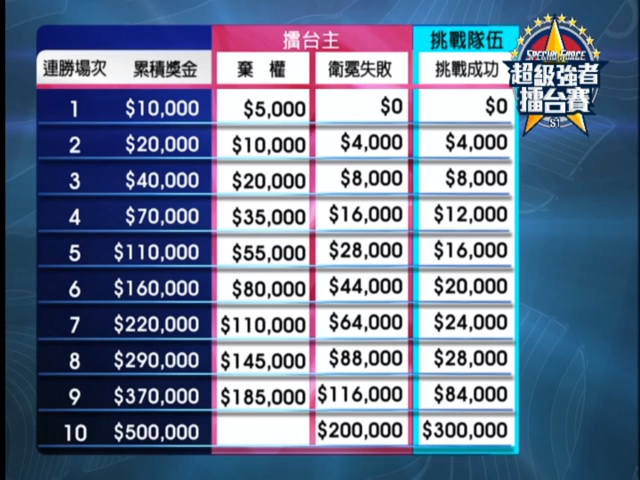 擂台主 挑戰隊伍
連勝場次 累積獎金 棄 權 衛冕失敗 挑戰成功
1 $10,000 $5,000 $0 $0
2 $20,000 $10,000 $4,000 $4,000
3 $40,000 $20,000 $8,000 $8,000
4 $70,000 $35,000 $16,000 $12,000
5 $110,000 $55,000 $28,000 $16,000
6 $160,000 $80,000 $44,000 $20,000
7 $220,000 $110,000 $64,000 $24,000
8 $290,000 $145,000 $88,000 $28,000
9 $370,000 $185,000 $116,000 $84,000
10 $500,000 $200,000 $300,000
SPECIAL FORCE
超級強者
擂台賽
S1